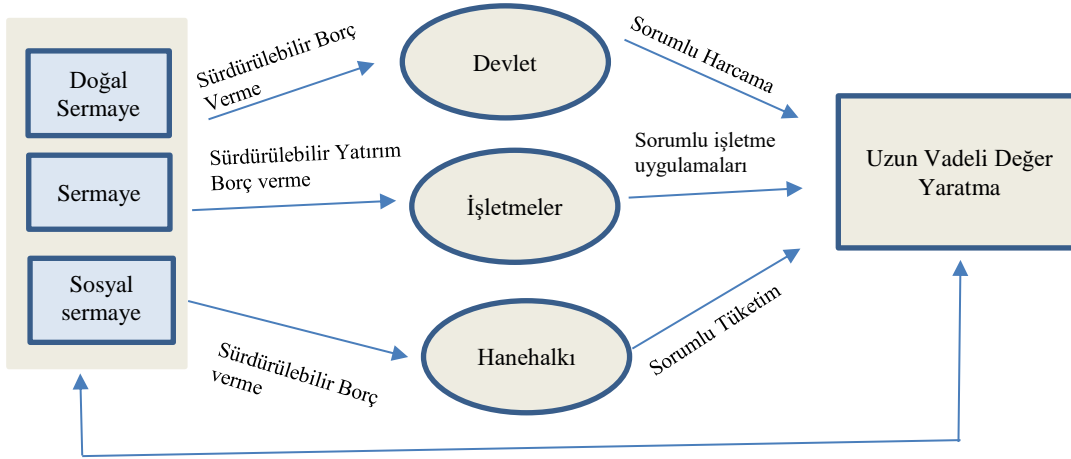 Doğal
Sermaye
Sermaye
Sosyal
sermaye
Sürdürülebilir Borç
Verme
Sürdürülebilir Yatırım
Borç verme
Sürdürülebilir Borç
verme
Devlet
İşletmeler
Hanehalkı
Sorumlu Harcama
Sorumlu işletme
uygulamaları
Sorumlu Tüketim
Uzun Vadeli Değer
Yaratma